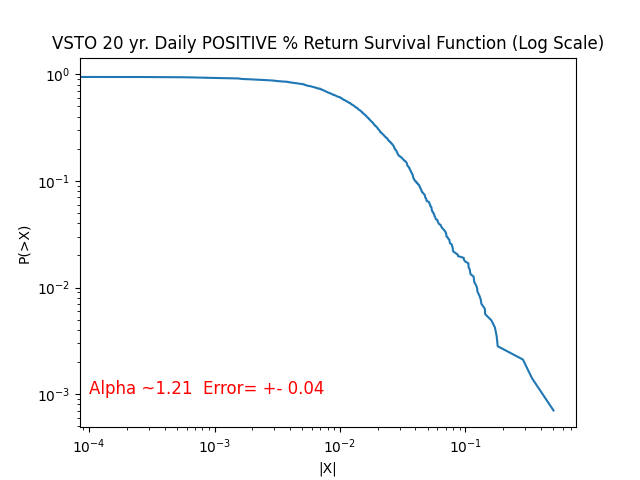 VSTO 20 yr. Daily POSITIVE % Return Survival Function (Log Scale)
P(>X)
10^0
10^-1
10^-2
10^-3
Alpha ~1.21  Error= +- 0.04
10^-4 10^-3 10^-2 10^-1
|X|